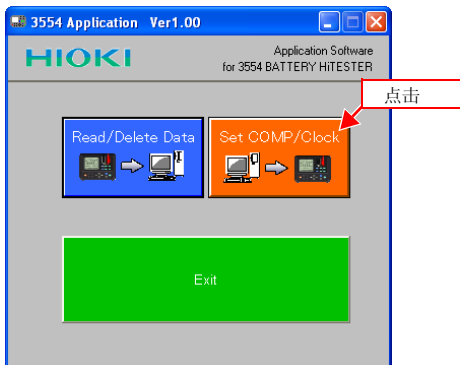 3554 Application Ver1.00
HIOKI
Application Software
for 3554 BATTERY HiTESTER
点击
Read/Delete Data
Set COMP/Clock
Exit